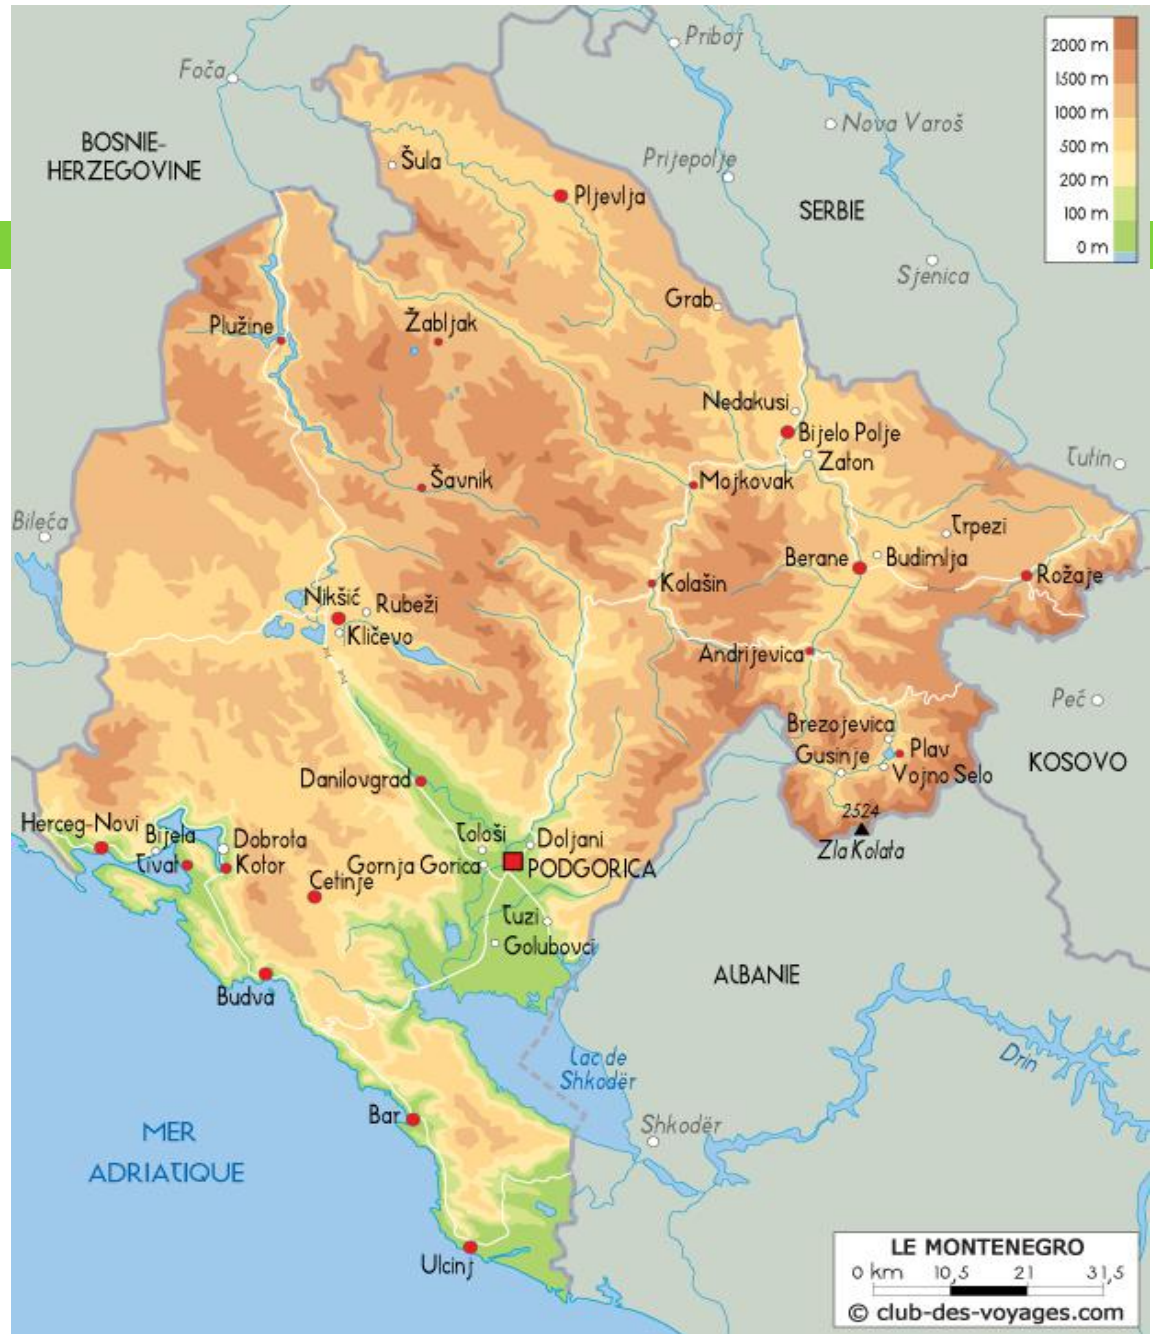 Priboj
Foča
2000 m
1500 m
1000 m
500 m
200 m
100 m
0 m
Nova Varoš
BOSNIE-
HERZEGOVINE
Šula
Prijepolje
Pljevlja
SERBIE
Sjenica
Grab
Plužine
Žabljak
Nedakusi
Bijelo Polje
Zaton
Tutin
Šavnik
Mojkovak
Bileća
Trpezi
Berane
Budimlja
Rožaje
Kolašin
Nikšić
Rubeži
Kličevo
Andrijevica
Peč
Brezojevica
Plav
Gusinje
Vojno Selo
KOSOVO
Danilovgrad
2524
Zla Kolata
Herceg-Novi
Bijela
Dobrota
Tivat
Kotor
Tološi
Doljani
Gornja Gorica
PODGORICA
Cetinje
Tuzi
Golubovci
ALBANIE
Budva
Lac de
Shkodër
Drin
Bar
Shkodër
MER
ADRIATIQUE
Ulcinj
LE MONTENEGRO
0 km 10,5 21 31,5
© club-des-voyages.com